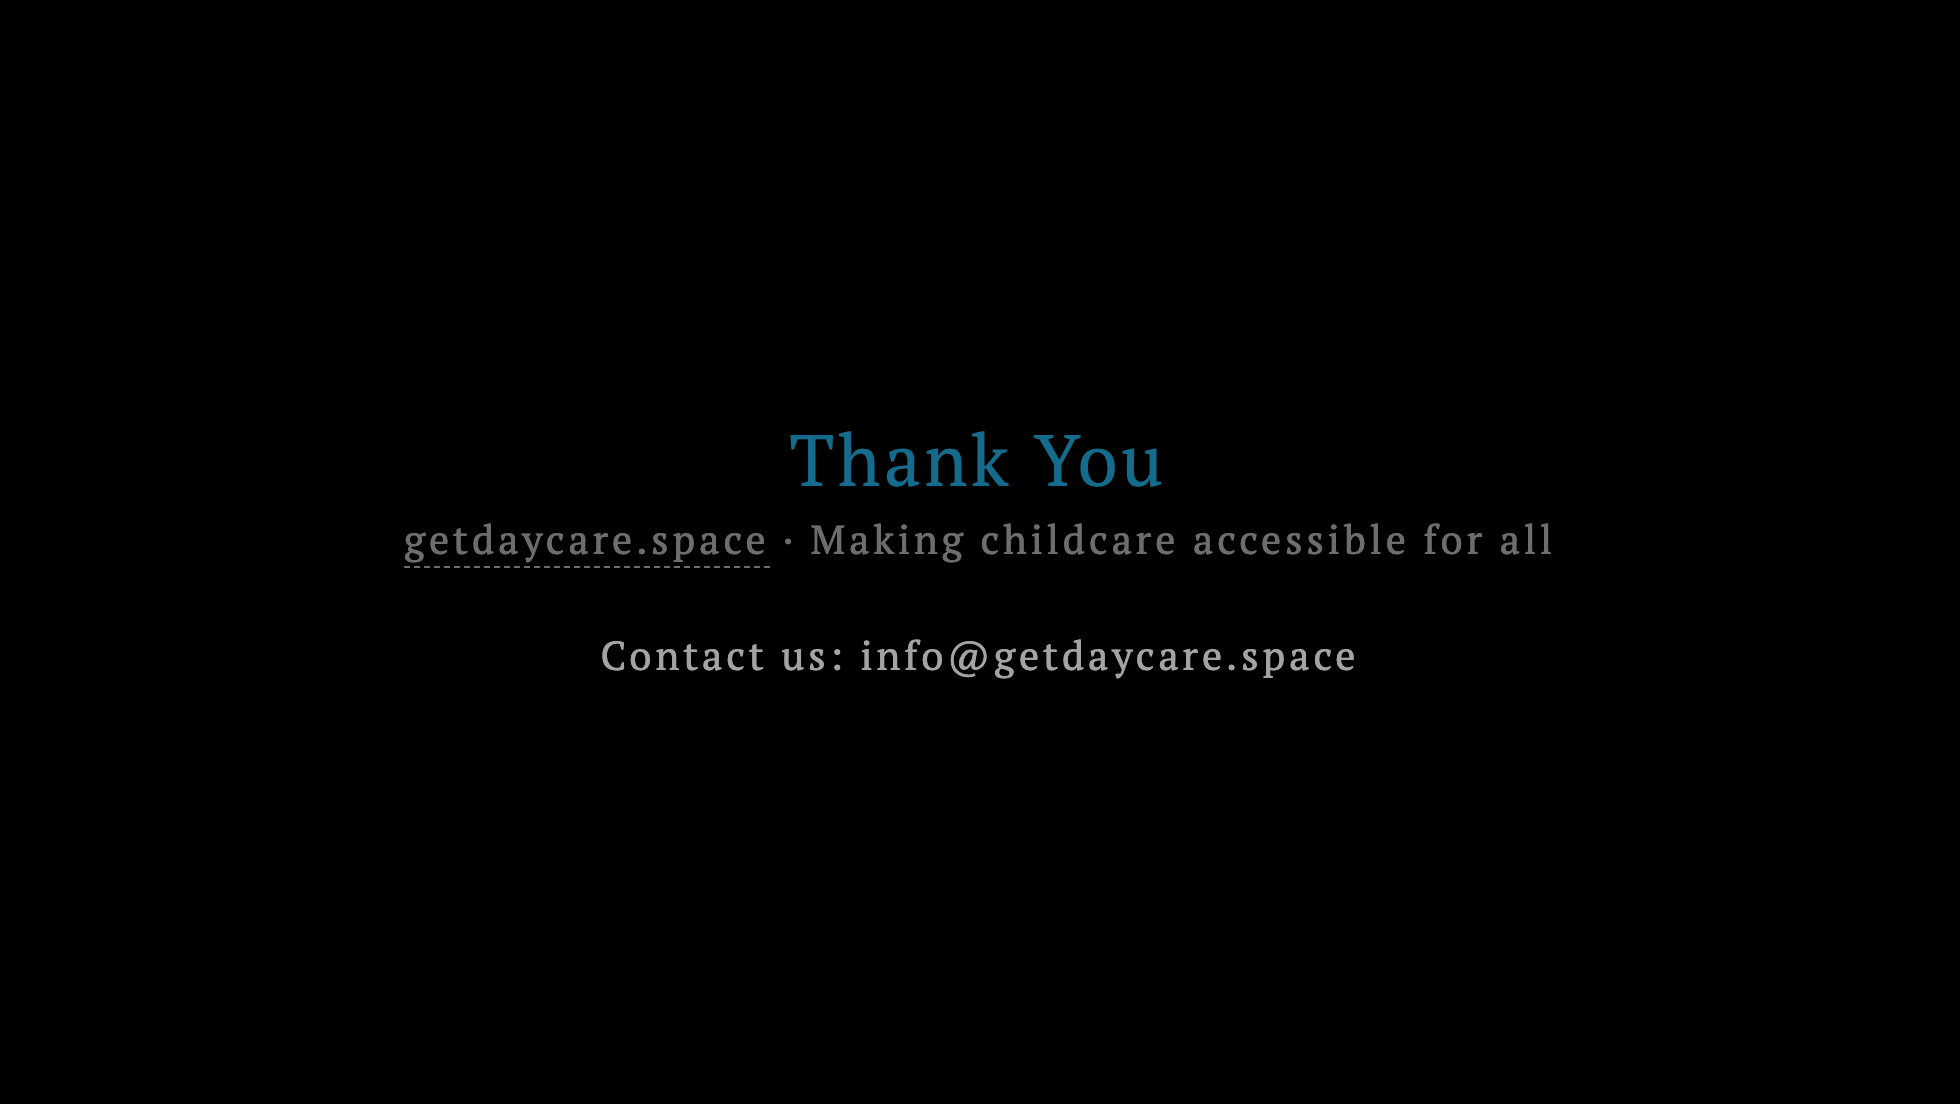 Thank You
getdaycare.space · Making childcare accessible for all
Contact us: info@getdaycare.space